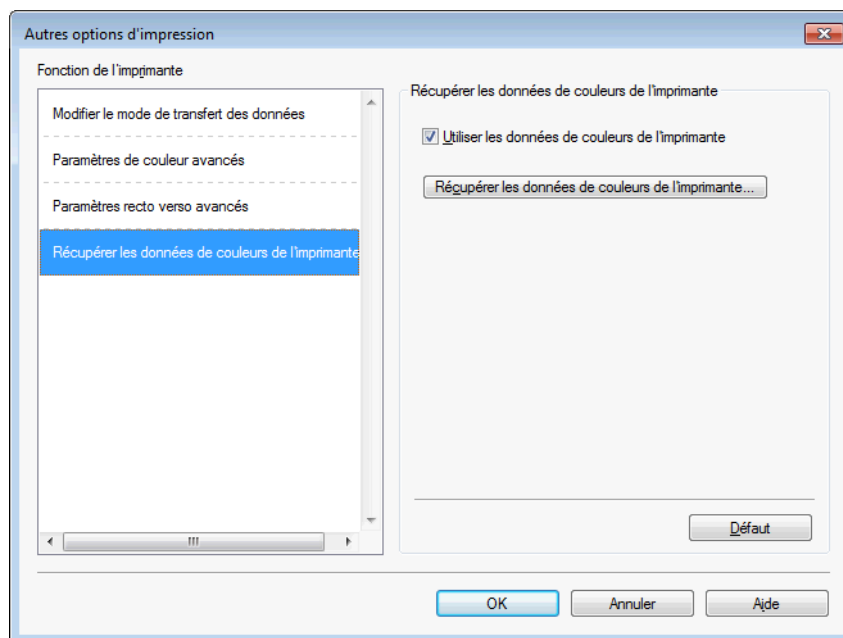 Autres options d'impression
Fonction de l'imprimante
Modifier le mode de transfert des données
Paramètres de couleur avancés
Paramètres recto verso avancés
Récupérer les données de couleurs de l'imprimante
Récupérer les données de couleurs de l'imprimante
Utiliser les données de couleurs de l'imprimante
Récupérer les données de couleurs de l'imprimante...
Défaut
OK
Annuler
Aide